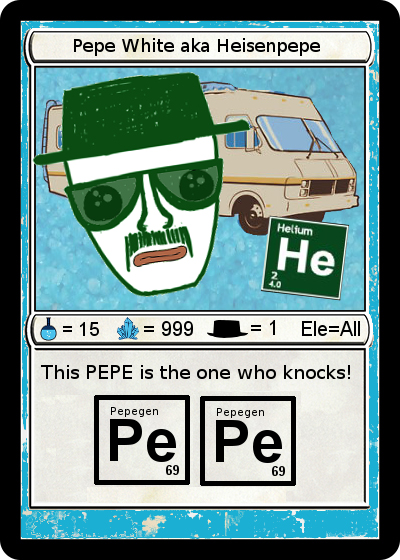 Pepe White aka Heisenpepe
Helium
He
2
4.0
= 15 = 999 = 1 Ele=All
This PEPE is the one who knocks!
Pepegen Pepegen
Pe Pe
69 69